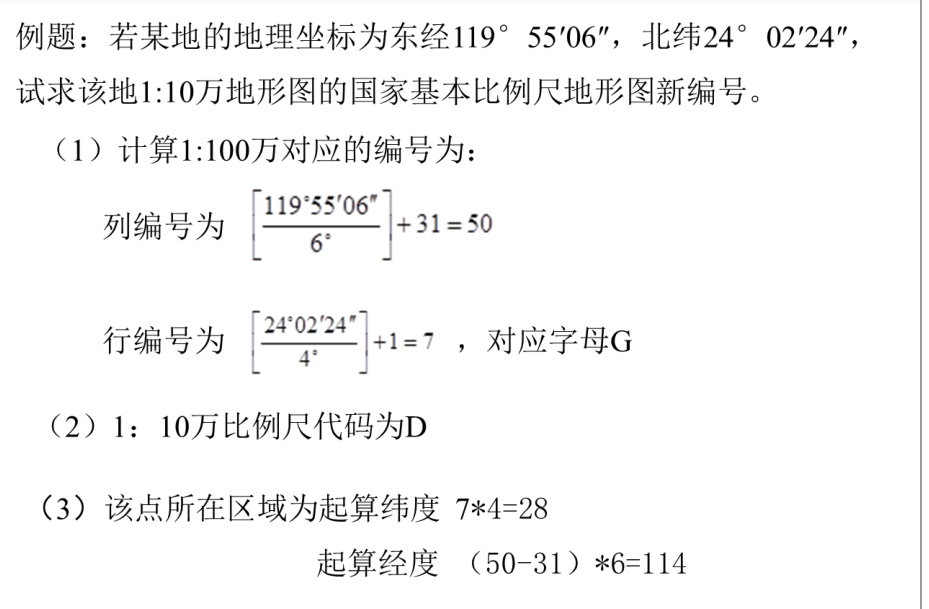 例题：若某地的地理坐标为东经119° 55′06″，北纬24° 02′24″，
试求该地1:10万地形图的国家基本比例尺地形图新编号。
（1）计算1:100万对应的编号为：
列编号为 [119°55′06″/6°]+31=50
行编号为 [24°02′24″/4°]+1=7 ，对应字母G
（2）1：10万比例尺代码为D
（3）该点所在区域为起算纬度 7*4=28
起算经度 （50-31）*6=114